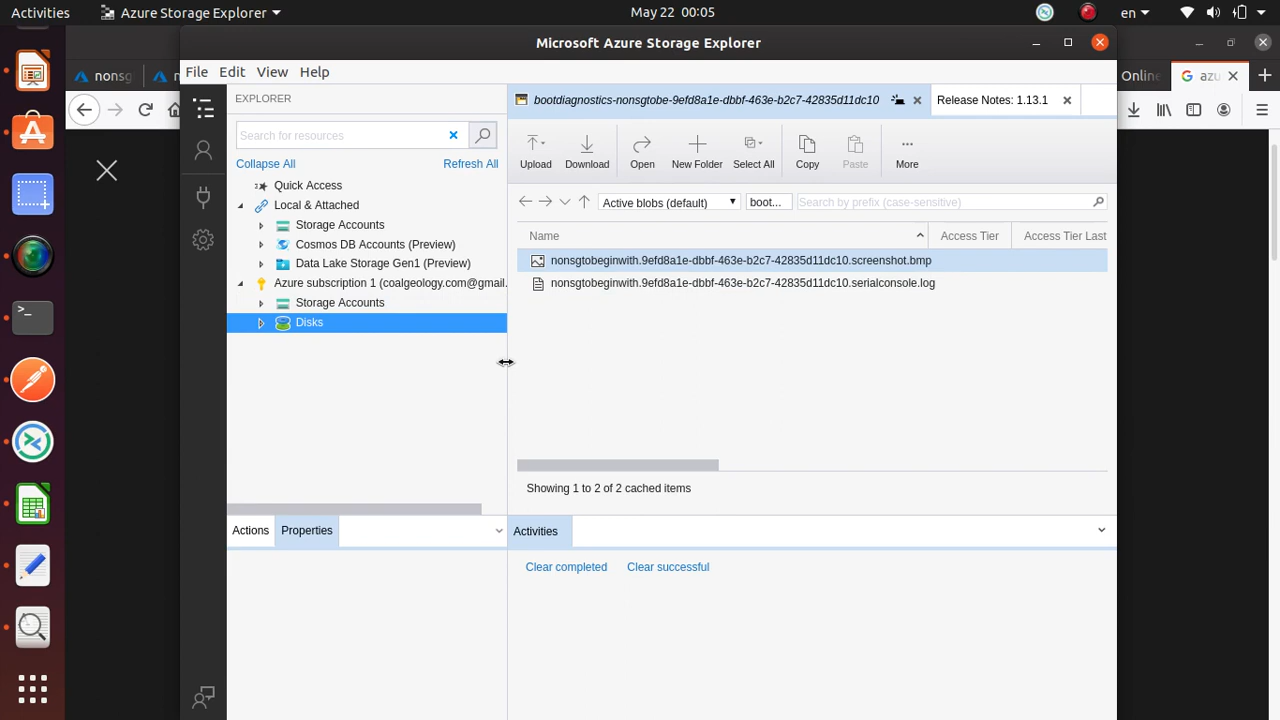 Activities
Azure Storage Explorer
May 22 00:05
en
Microsoft Azure Storage Explorer
nonsg
Online
azu
File Edit View Help
EXPLORER
Search for resources
Collapse All
Refresh All
Quick Access
Local & Attached
Storage Accounts
Cosmos DB Accounts (Preview)
Data Lake Storage Gen1 (Preview)
Azure subscription 1 (coalgeology.com@gmail.
Storage Accounts
Disks
bootdiagnostics-nonsgtobe-9efd8a1e-dbbf-463e-b2c7-42835d11dc10
Release Notes: 1.13.1
Upload Download Open New Folder Select All Copy Paste More
Active blobs (default)
boot...
Search by prefix (case-sensitive)
Name Access Tier Access Tier Last
nonsgtobeginwith.9efd8a1e-dbbf-463e-b2c7-42835d11dc10.screenshot.bmp
nonsgtobeginwith.9efd8a1e-dbbf-463e-b2c7-42835d11dc10.serialconsole.log
Showing 1 to 2 of 2 cached items
Actions Properties
Activities
Clear completed Clear successful